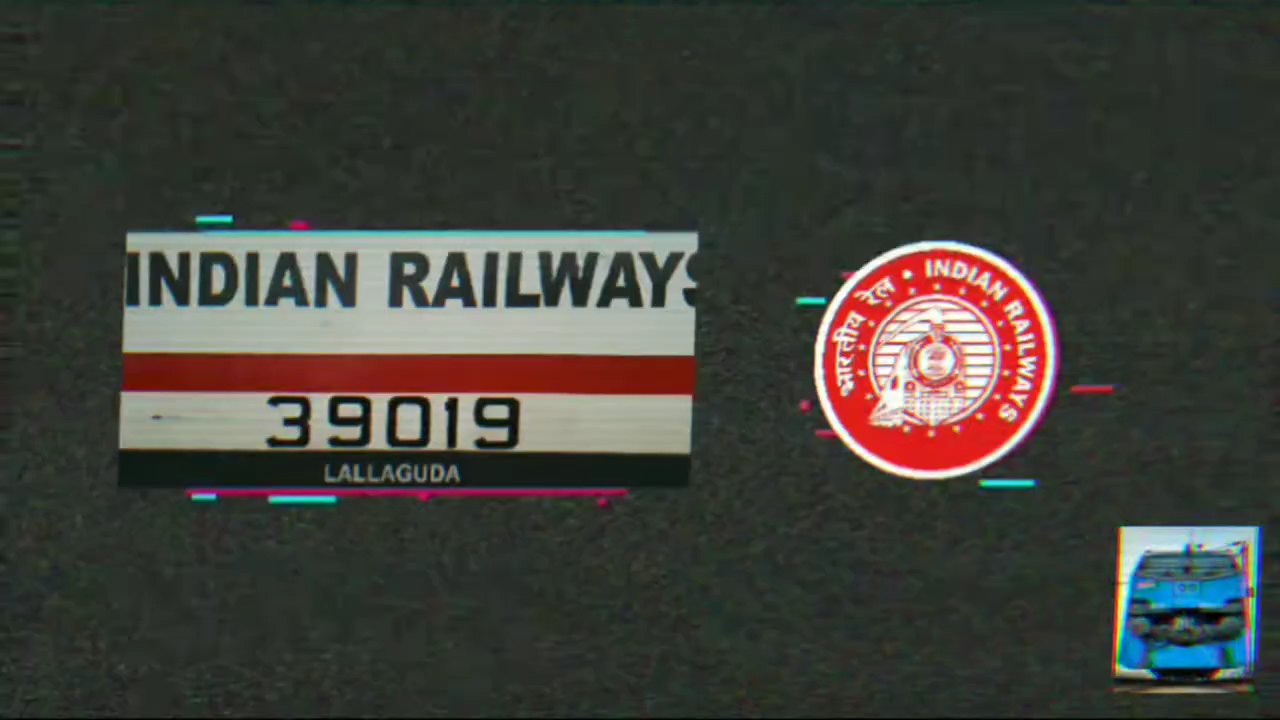 INDIAN RAILWAYS
39019
LALLAGUDA
भारतीय रेल • INDIAN RAILWAYS